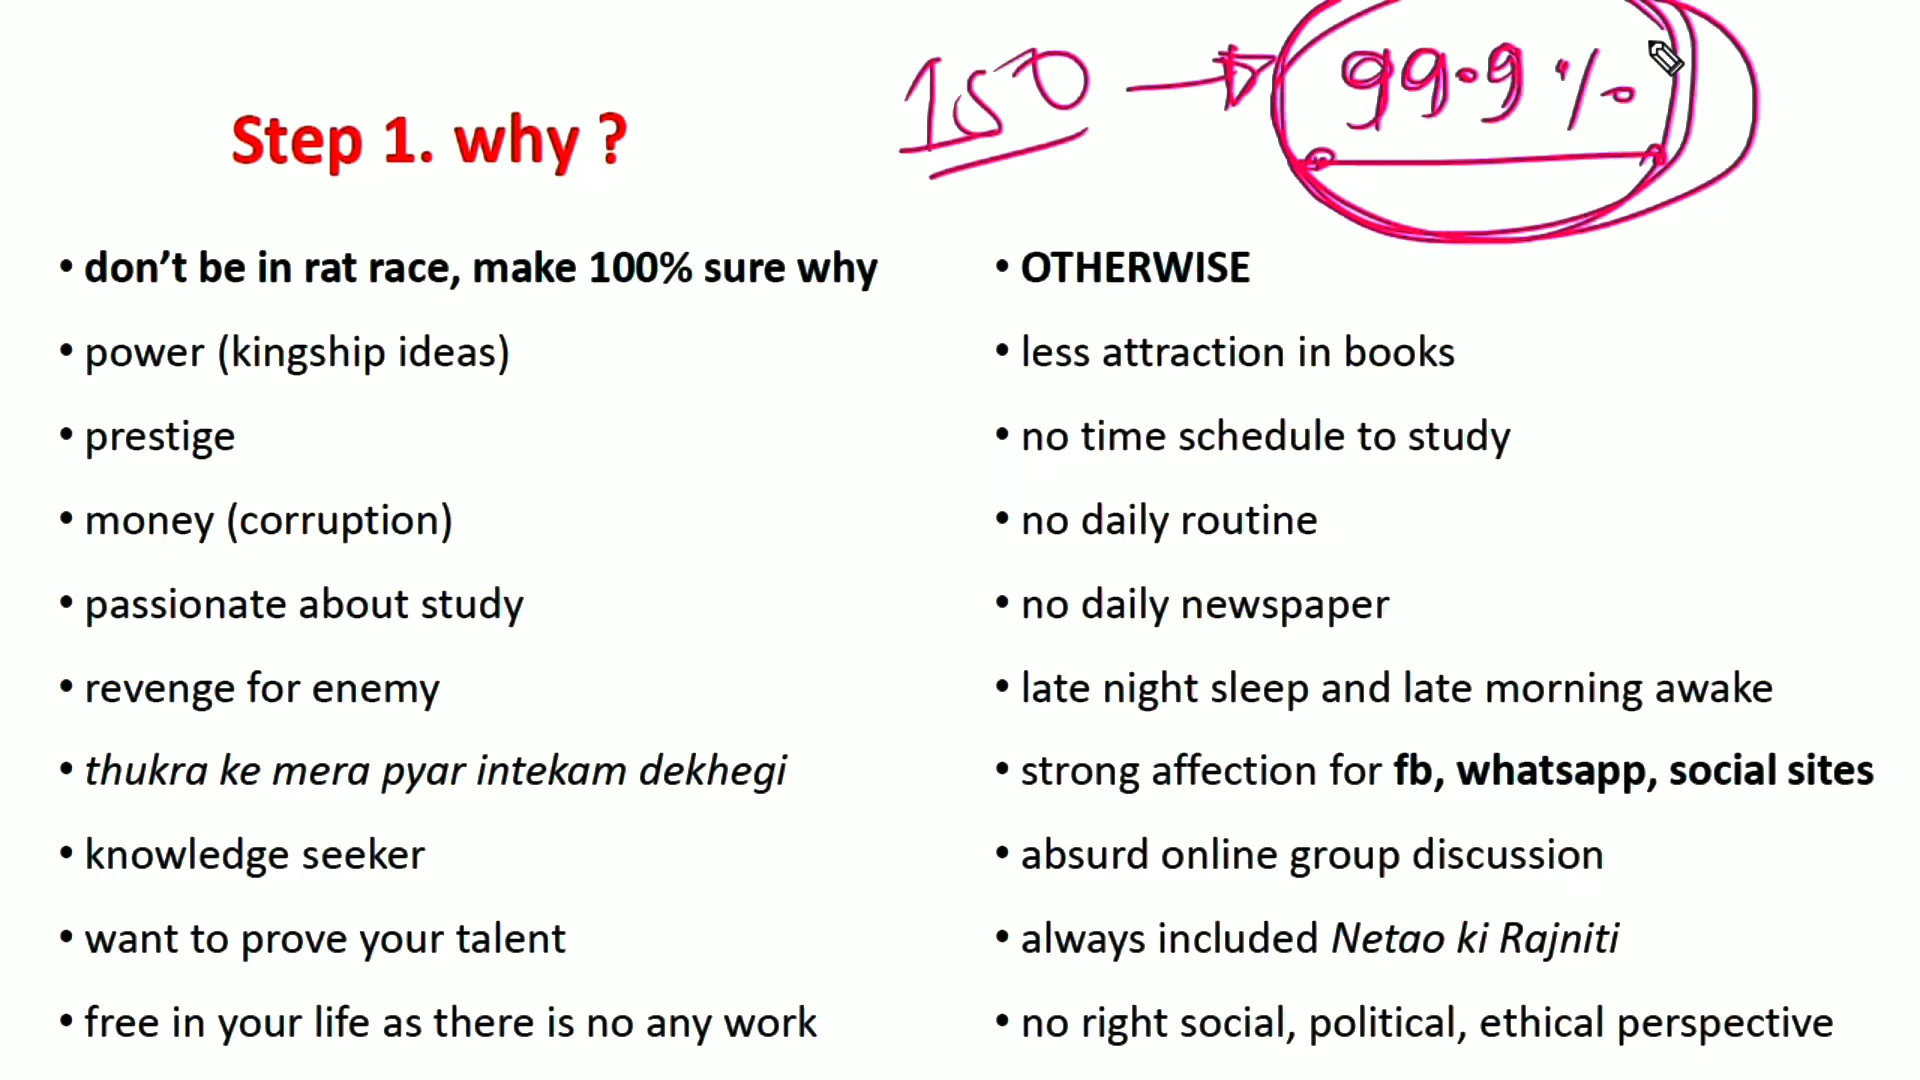 150 → 99.9%
Step 1. why ?
• don’t be in rat race, make 100% sure why
• power (kingship ideas)
• prestige
• money (corruption)
• passionate about study
• revenge for enemy
• thukra ke mera pyar intekam dekhegi
• knowledge seeker
• want to prove your talent
• free in your life as there is no any work
• OTHERWISE
• less attraction in books
• no time schedule to study
• no daily routine
• no daily newspaper
• late night sleep and late morning awake
• strong affection for fb, whatsapp, social sites
• absurd online group discussion
• always included Netao ki Rajniti
• no right social, political, ethical perspective